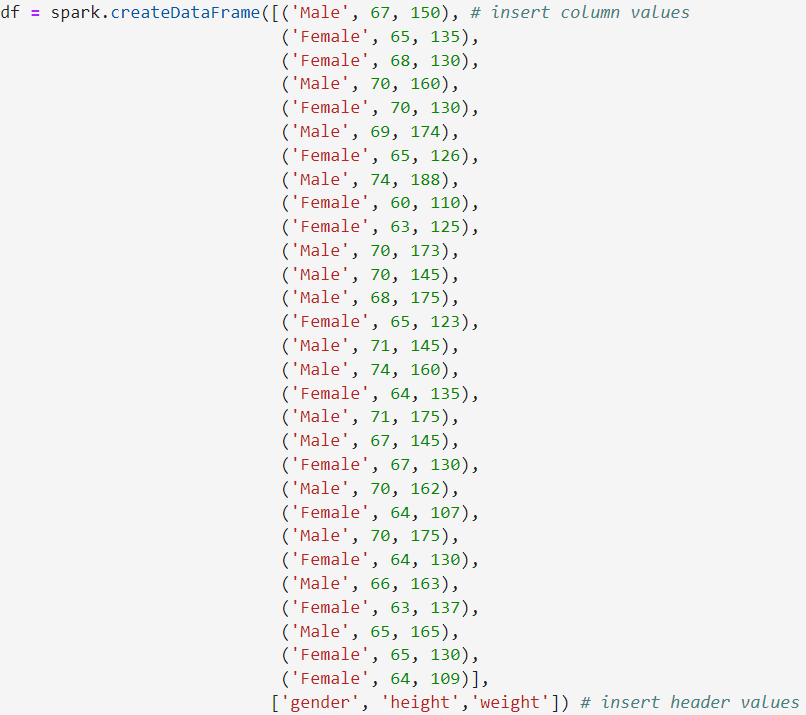 df = spark.createDataFrame([('Male', 67, 150), # insert column values
('Female', 65, 135),
('Female', 68, 130),
('Male', 70, 160),
('Female', 70, 130),
('Male', 69, 174),
('Female', 65, 126),
('Male', 74, 188),
('Female', 60, 110),
('Female', 63, 125),
('Male', 70, 173),
('Male', 70, 145),
('Male', 68, 175),
('Female', 65, 123),
('Male', 71, 145),
('Male', 74, 160),
('Female', 64, 135),
('Male', 71, 175),
('Male', 67, 145),
('Female', 67, 130),
('Male', 70, 162),
('Female', 64, 107),
('Male', 70, 175),
('Female', 64, 130),
('Male', 66, 163),
('Female', 63, 137),
('Male', 65, 165),
('Female', 65, 130),
('Female', 64, 109)],
['gender', 'height','weight']) # insert header values